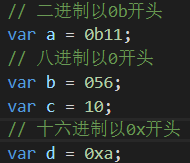 // 二进制以0b开头
var a = 0b11;
// 八进制以0开头
var b = 056;
var c = 10;
// 十六进制以0x开头
var d = 0xa;